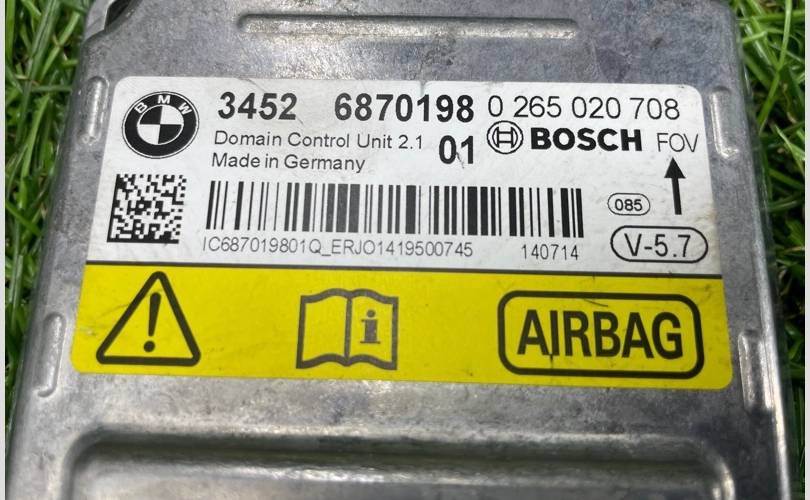 BMW
3452 6870198 0 265 020 708
Domain Control Unit 2.1 01 BOSCH FOV
Made in Germany
085
IC687019801Q_ERJO1419500745 140714 V-5.7
AIRBAG